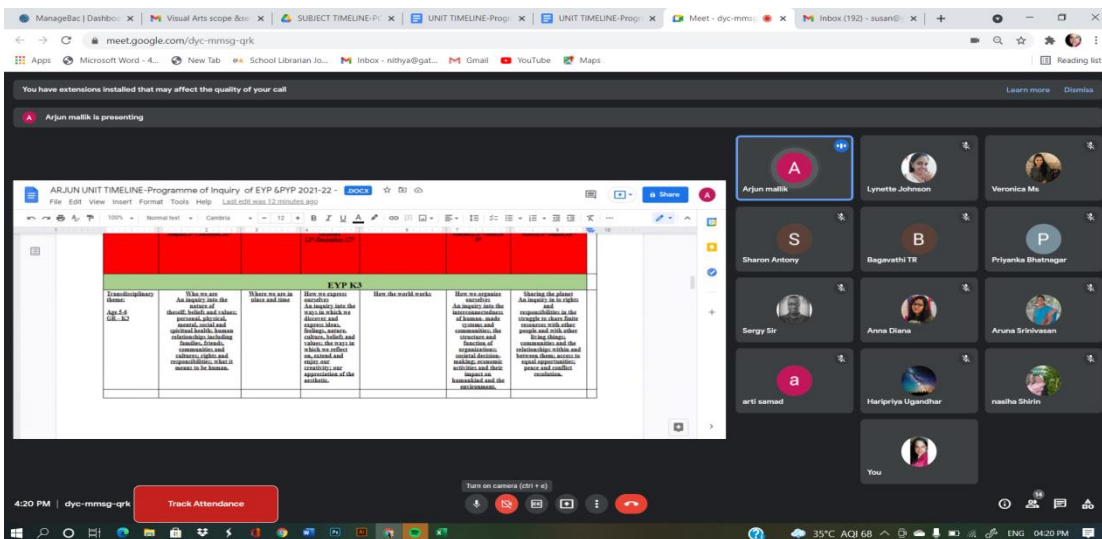 ManageBac | Dashbo
Visual Arts scope &se
SUBJECT TIMELINE-PC
UNIT TIMELINE-Progr
UNIT TIMELINE-Progr
Meet - dyc-mmsg
Inbox (192) - susan@
meet.google.com/dyc-mmsg-qrk
Apps
Microsoft Word - 4...
New Tab
School Librarian Jo...
Inbox - nithya@gat...
Gmail
YouTube
Maps
Reading list
You have extensions installed that may affect the quality of your call
Learn more
Dismiss
A
Arjun mallik is presenting
ARJUN UNIT TIMELINE-Programme of Inquiry of EYP &PYP 2021-22 -
.DOCX
Share
A
File Edit View Insert Format Tools Help Last edit was 12 minutes ago
100%
Normal text
Cambria
12
B I U A
EYP K3
Transdisciplinary
theme:
Age 5-6
GR - K3
Who we are
An inquiry into the
nature of
theself, beliefs and values;
personal, physical,
mental, social and
spiritual health; human
relationships including
families, friends,
communities and
cultures; rights and
responsibilities; what it
means to be human.
Where we are in
place and time
How we express
ourselves
An inquiry into the
ways in which we
discover and
express ideas,
feelings, nature,
culture, beliefs and
values; the ways in
which we reflect
on, extend and
enjoy our
creativity; our
appreciation of the
aesthetic.
How the world works
How we organize
ourselves
An inquiry into the
interconnectedness
of human- made
systems and
communities; the
structure and
function of
organizations;
societal decision-
making; economic
activities and their
impact on
humankind and the
environment.
Sharing the planet
An inquiry in to rights
and
responsibilities in the
struggle to share finite
resources with other
people and with other
living things;
communities and the
relationships within and
between them; access to
equal opportunities;
peace and conflict
resolution.
A
Arjun mallik
Lynette Johnson
Veronica Ms
S
Sharon Antony
B
Bagavathi TR
P
Priyanka Bhatnagar
Sergy Sir
Anna Diana
Aruna Srinivasan
a
arti samad
Haripriya Ugandhar
nasiha Shirin
You
Turn on camera (ctrl + e)
4:20 PM | dyc-mmsg-qrk
Track Attendance
14
35°C AQI 68
ENG
04:20 PM